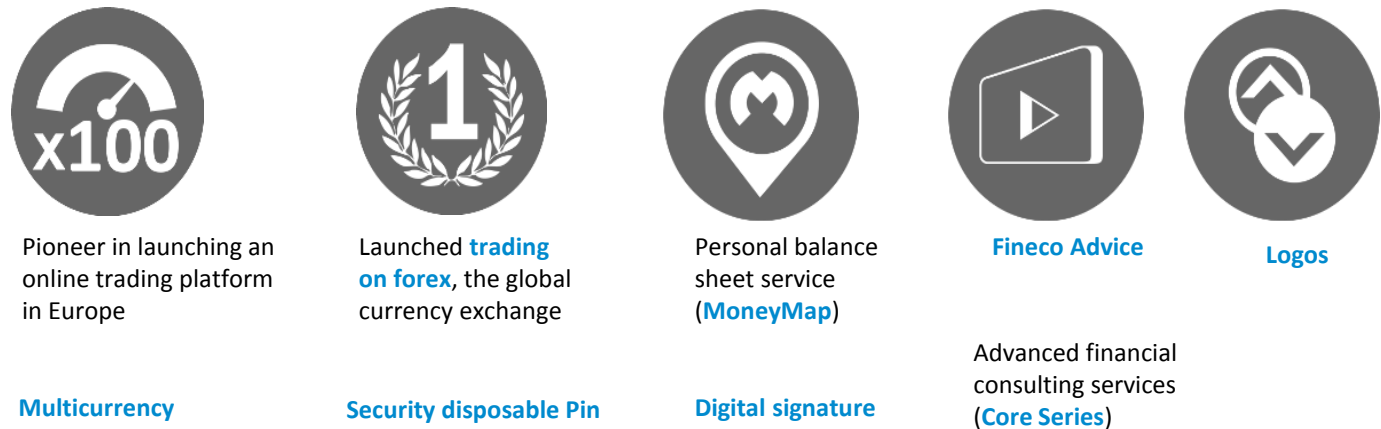 x100
1
Pioneer in launching an
online trading platform
in Europe
Launched trading
on forex, the global
currency exchange
Personal balance
sheet service
(MoneyMap)
Fineco Advice
Logos
Multicurrency
Security disposable Pin
Digital signature
Advanced financial
consulting services
(Core Series)